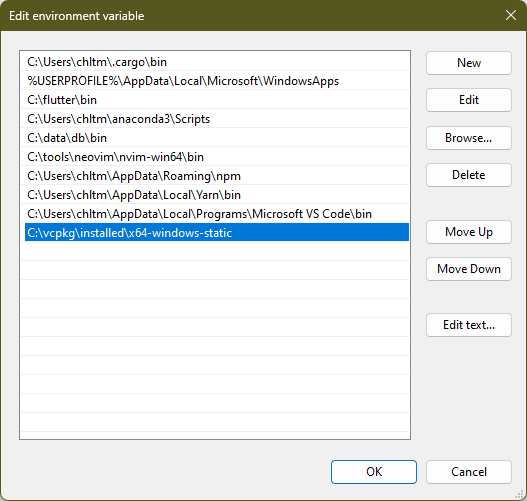 Edit environment variable
C:\Users\chltm\.cargo\bin
%USERPROFILE%\AppData\Local\Microsoft\WindowsApps
C:\flutter\bin
C:\Users\chltm\anaconda3\Scripts
C:\data\db\bin
C:\tools\neovim\nvim-win64\bin
C:\Users\chltm\AppData\Roaming\npm
C:\Users\chltm\AppData\Local\Yarn\bin
C:\Users\chltm\AppData\Local\Programs\Microsoft VS Code\bin
C:\vcpkg\installed\x64-windows-static
New
Edit
Browse...
Delete
Move Up
Move Down
Edit text...
OK
Cancel